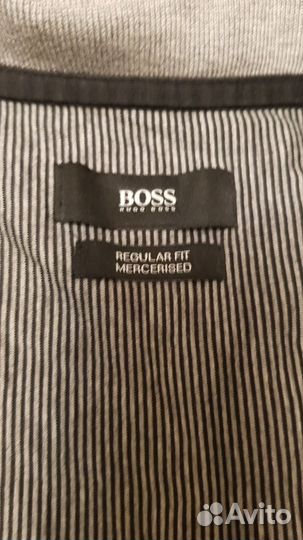 BOSS
HUGO BOSS
REGULAR FIT
MERCERISED
Avito